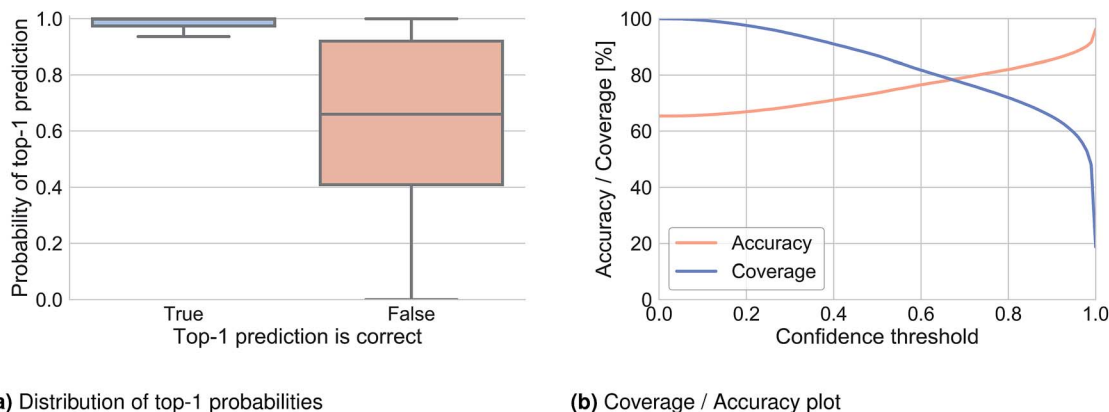 Probability of top-1 prediction
1.0
0.8
0.6
0.4
0.2
0.0
True
False
Top-1 prediction is correct
Accuracy / Coverage [%]
100
80
60
40
20
0
Accuracy
Coverage
0.0
0.2
0.4
0.6
0.8
1.0
Confidence threshold
a) Distribution of top-1 probabilities
(b) Coverage / Accuracy plot